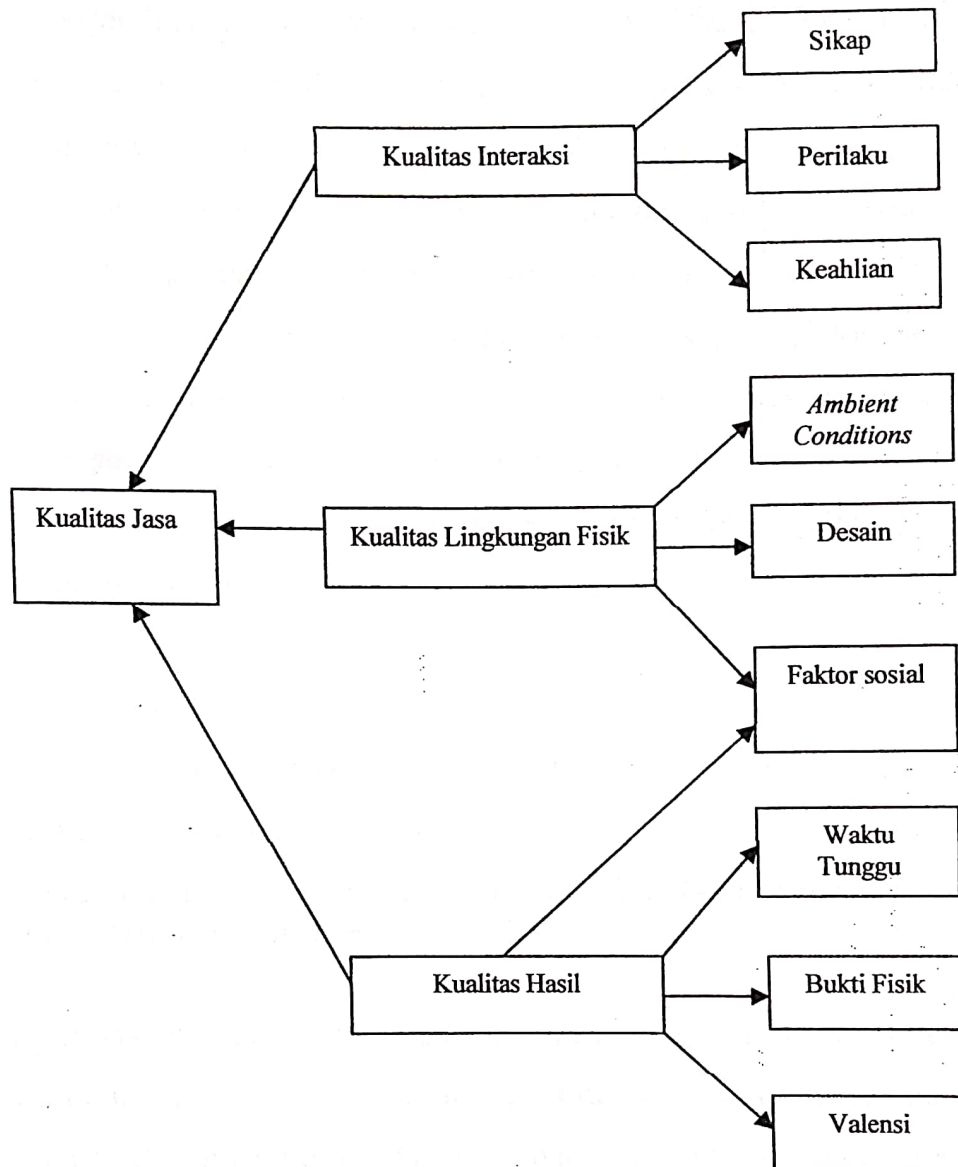 Sikap
Kualitas Interaksi
Perilaku
Keahlian
Ambient
Conditions
Kualitas Jasa
Kualitas Lingkungan Fisik
Desain
Faktor sosial
Waktu
Tunggu
Kualitas Hasil
Bukti Fisik
Valensi